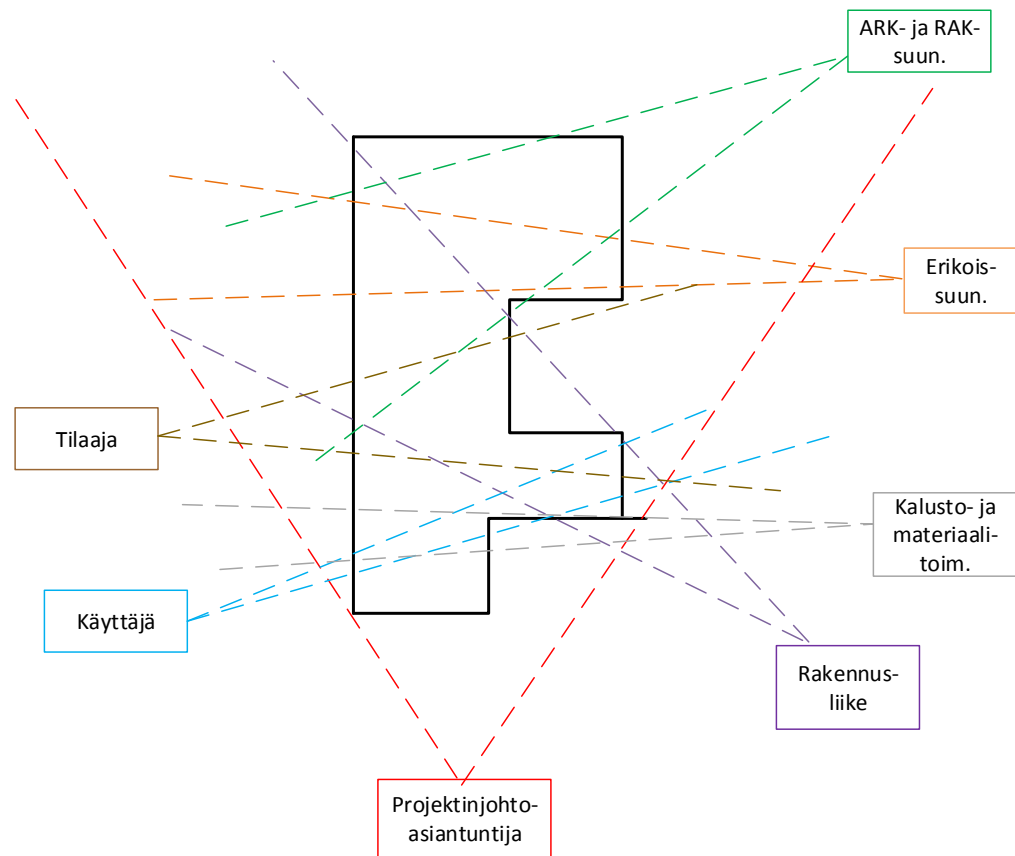 ARK- ja RAK-
suun.
Erikois-
suun.
Tilaaja
Kalusto- ja
materiaali-
toim.
Käyttäjä
Rakennus-
liike
Projektinjohto-
asiantuntija